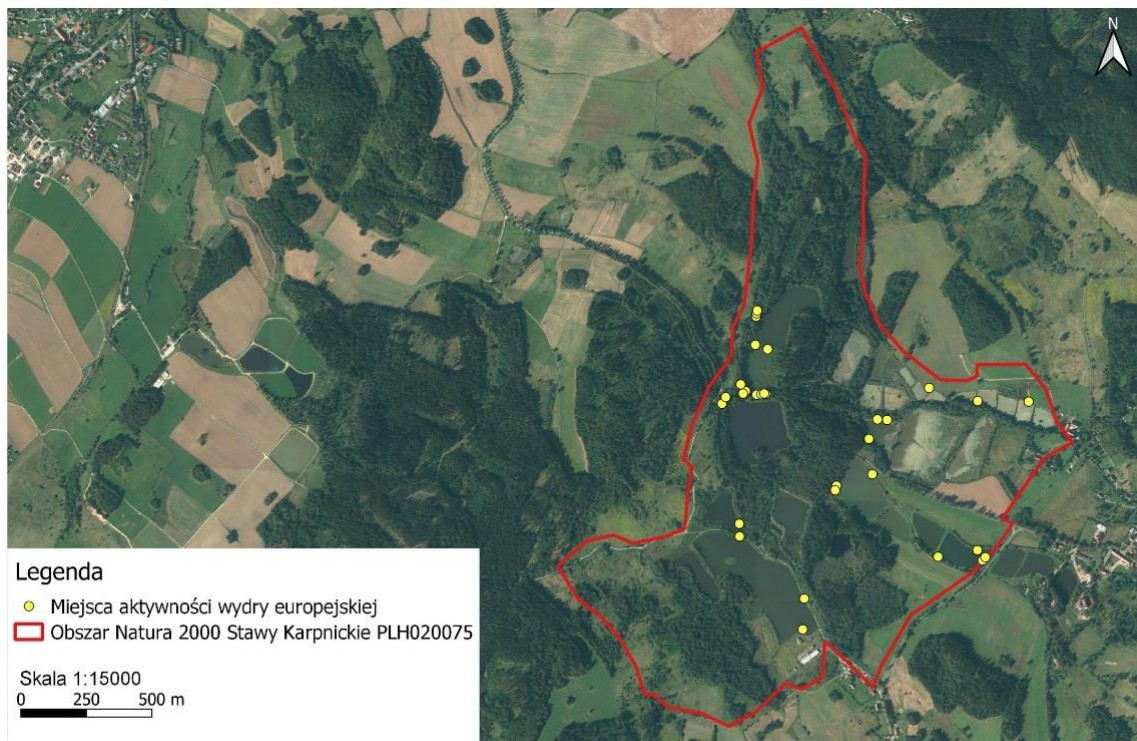 N
Legenda
Miejsca aktywności wydry europejskiej
Obszar Natura 2000 Stawy Karpnickie PLH020075
Skala 1:15000
0 250 500 m